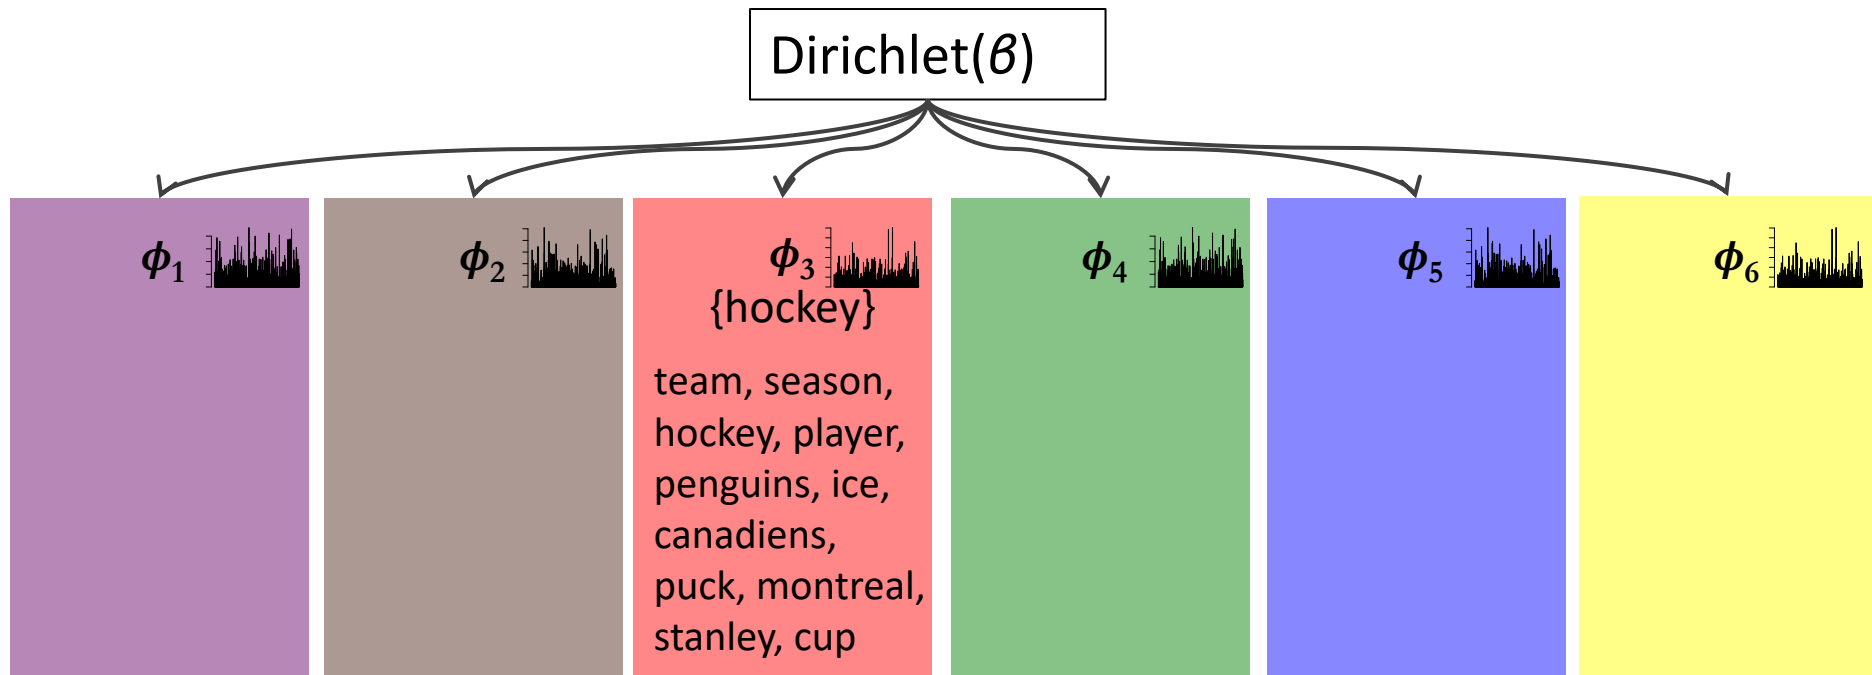 Dirichlet(β)
ϕ1
ϕ2
ϕ3
ϕ4
ϕ5
ϕ6
{hockey}
team, season,
hockey, player,
penguins, ice,
canadiens,
puck, montreal,
stanley, cup